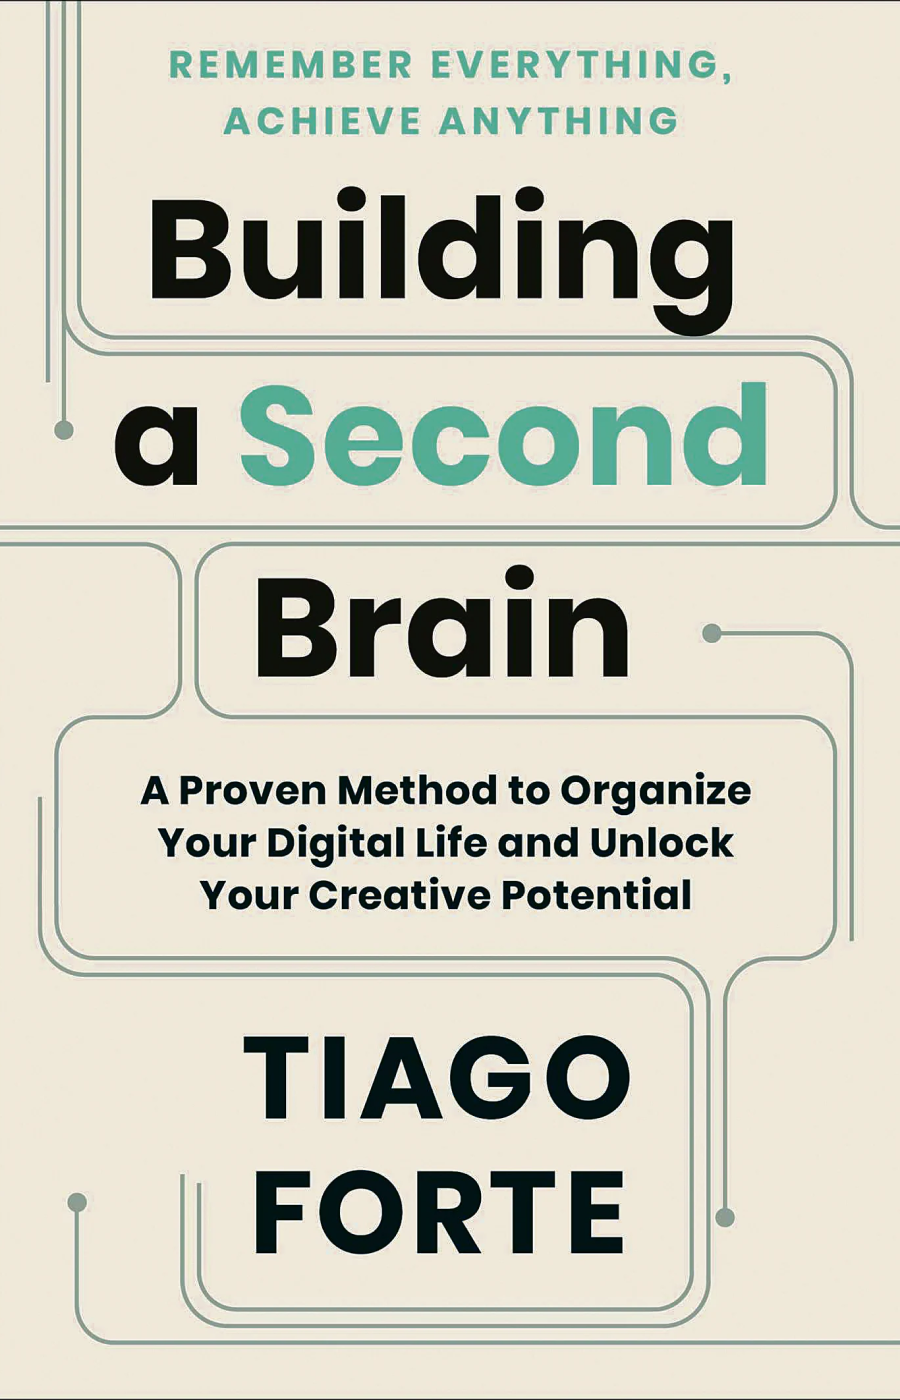 REMEMBER EVERYTHING,
ACHIEVE ANYTHING
Building
a Second
Brain
A Proven Method to Organize
Your Digital Life and Unlock
Your Creative Potential
TIAGO
FORTE